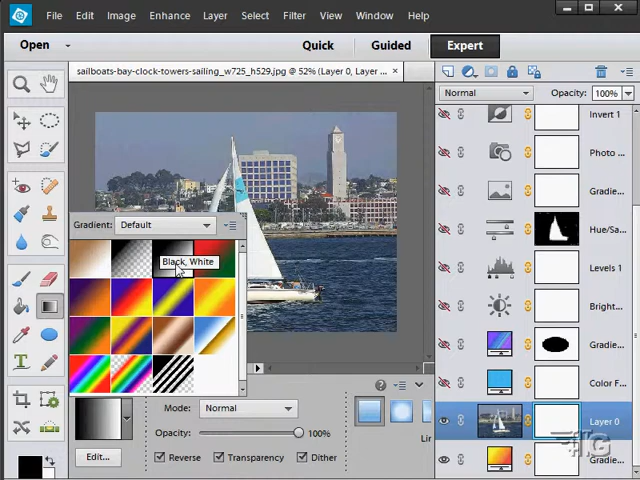 File Edit Image Enhance Layer Select Filter View Window Help
Open Quick Guided Expert
sailboats-bay-clock-towers-sailing_w725_h529.jpg @ 52% (Layer 0, Layer ...
Normal Opacity: 100%
Invert 1
Photo ...
Gradie...
Hue/Sa...
Levels 1
Bright...
Gradie...
Color F...
Layer 0
Gradie...
Gradient: Default
Black, White
Mode: Normal
Opacity: 100%
Edit...
Reverse Transparency Dither
Lir
T